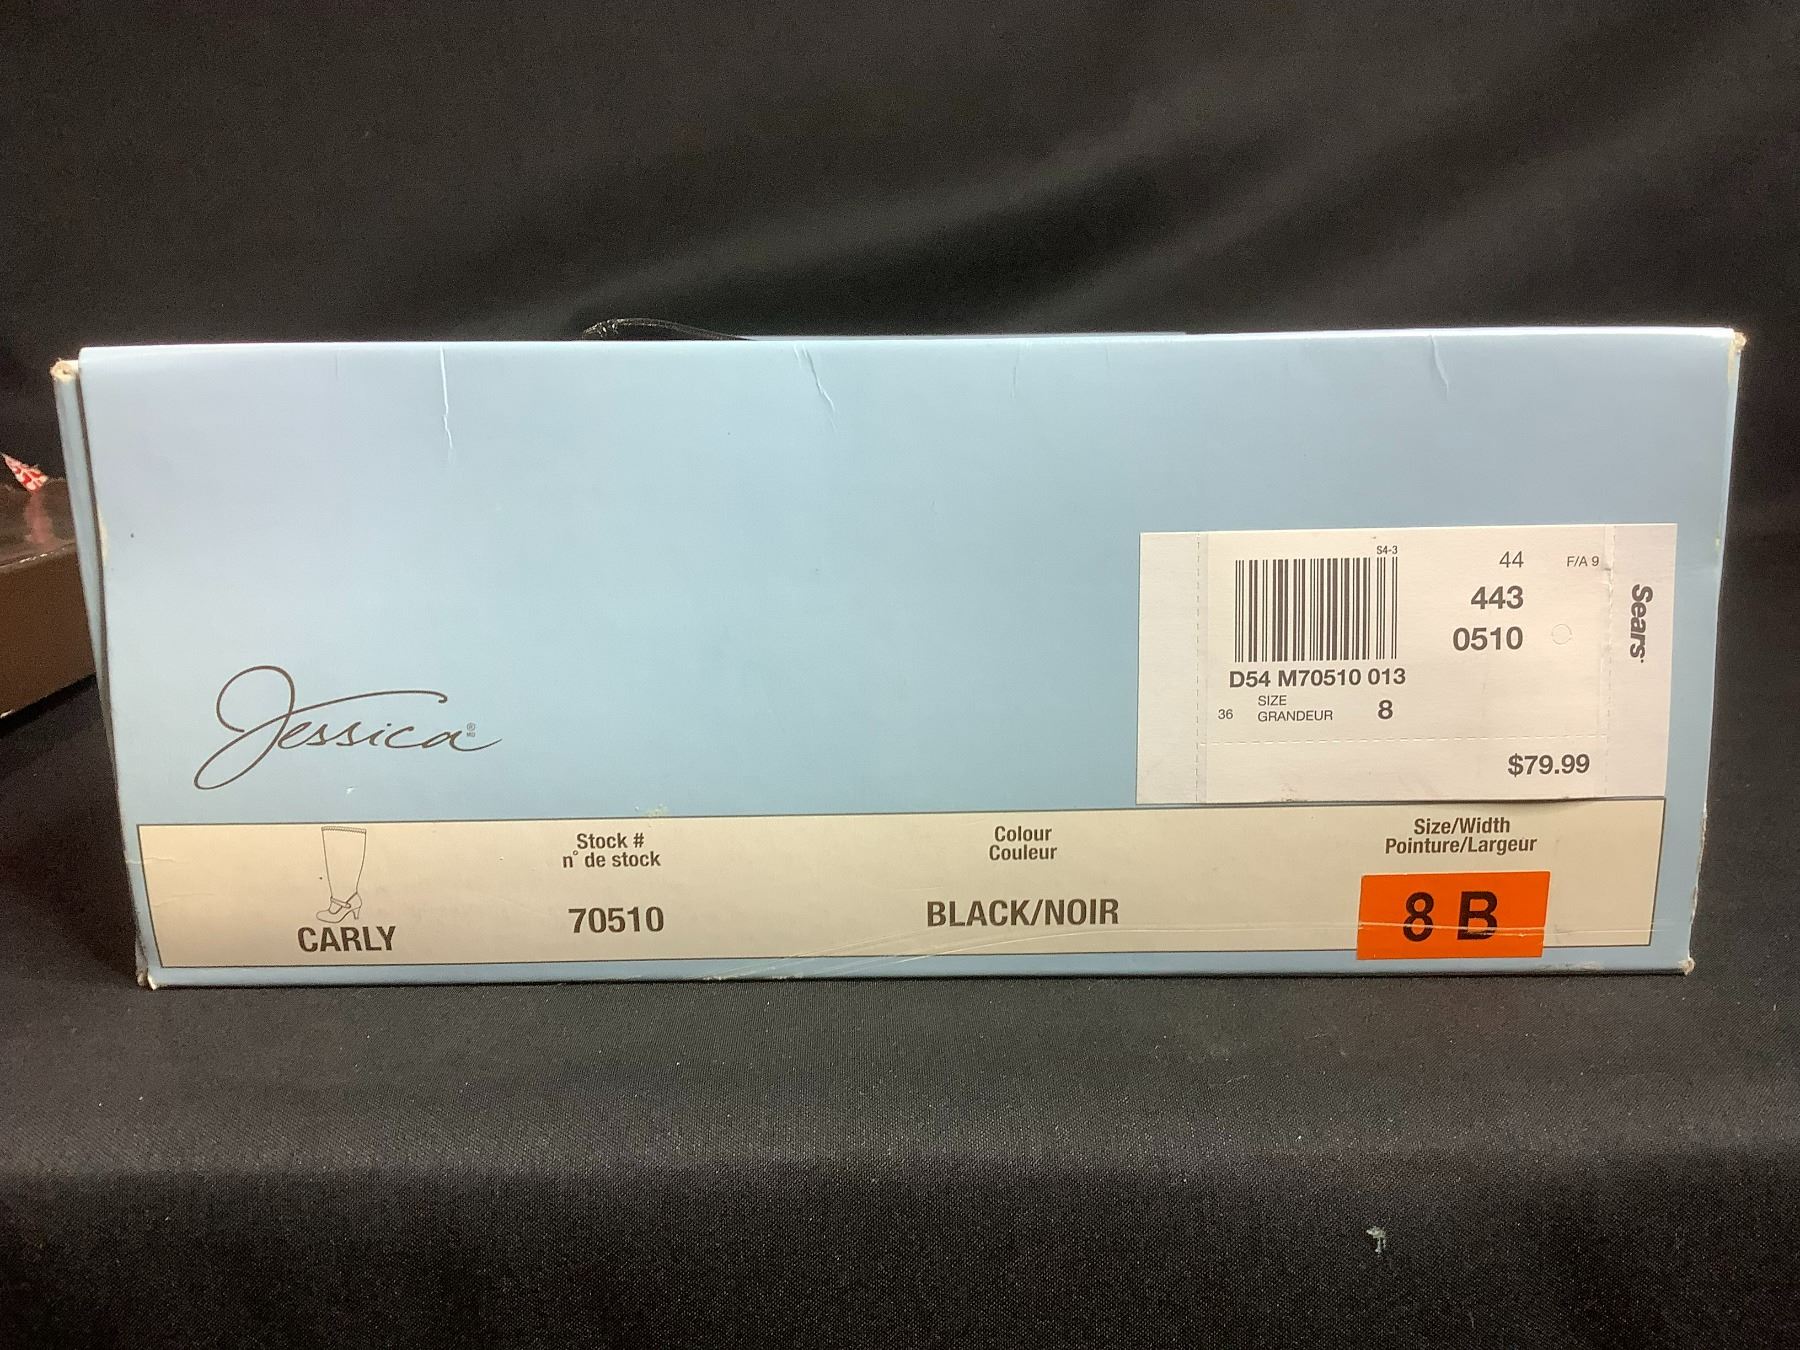 S4-3
44 F/A 9
443
0510
Sears
D54 M70510 013
SIZE
36 GRANDEUR 8
$79.99
Jessica ® MD
Stock #
n° de stock
Colour
Couleur
Size/Width
Pointure/Largeur
CARLY
70510
BLACK/NOIR
8 B